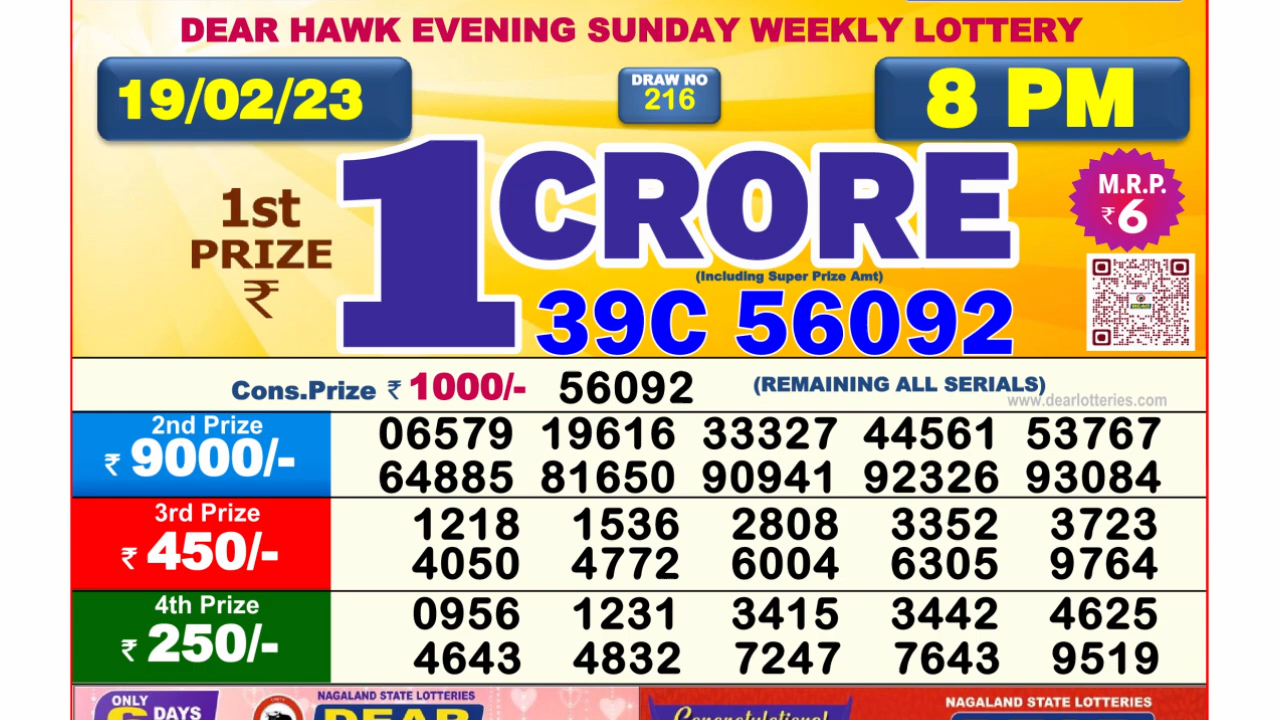 DEAR HAWK EVENING SUNDAY WEEKLY LOTTERY
19/02/23
DRAW NO
216
8 PM
1st
PRIZE
₹
1 CRORE
(Including Super Prize Amt)
39C 56092
M.R.P.
₹ 6
Cons.Prize ₹ 1000/- 56092 (REMAINING ALL SERIALS)
www.dearlotteries.com
2nd Prize
₹ 9000/-
06579 19616 33327 44561 53767
64885 81650 90941 92326 93084
3rd Prize
₹ 450/-
1218 1536 2808 3352 3723
4050 4772 6004 6305 9764
4th Prize
₹ 250/-
0956 1231 3415 3442 4625
4643 4832 7247 7643 9519
ONLY
6 DAYS
NAGALAND STATE LOTTERIES
DEAR
NAGALAND STATE LOTTERIES